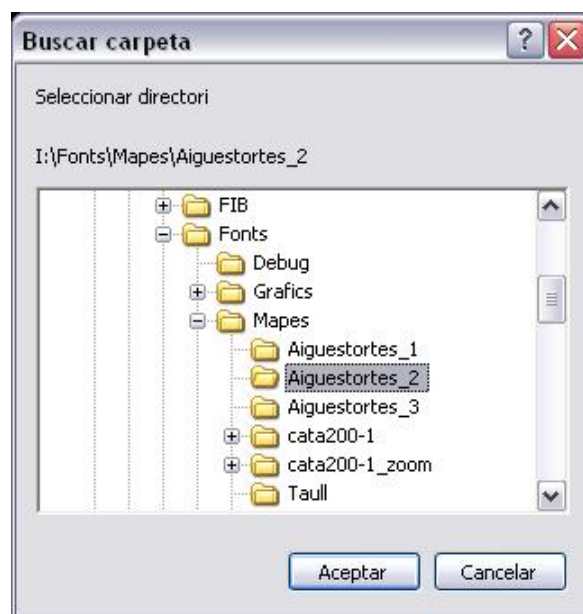 Buscar carpeta
Seleccionar directori
I:\Fonts\Mapes\Aiguestortes_2
FIB
Fonts
Debug
Grafics
Mapes
Aiguestortes_1
Aiguestortes_2
Aiguestortes_3
cata200-1
cata200-1_zoom
Taull
Aceptar Cancelar